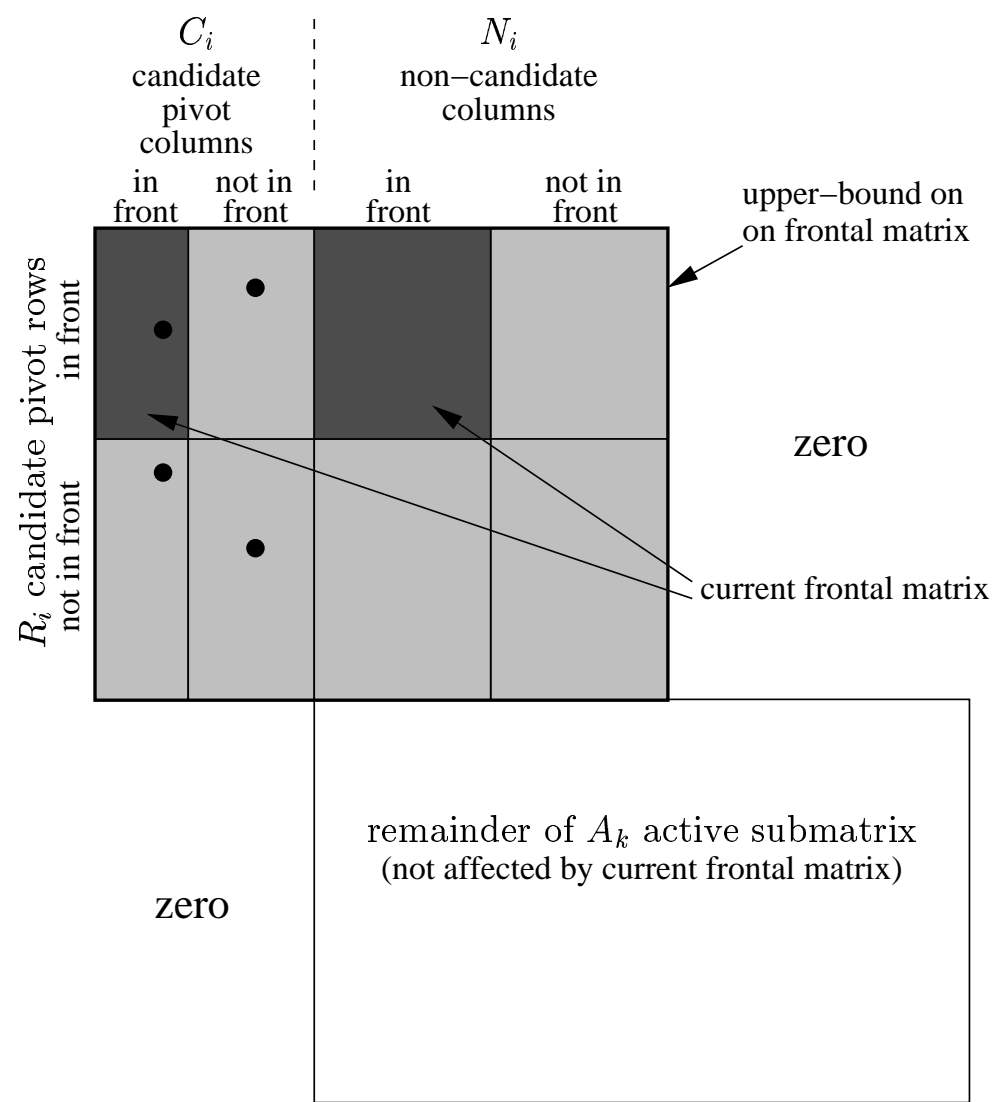 C_i
candidate
pivot
columns
N_i
non−candidate
columns
in
front
not in
front
in
front
not in
front
upper−bound on
on frontal matrix
R_i candidate pivot rows
in front
not in front
zero
current frontal matrix
remainder of A_k active submatrix
(not affected by current frontal matrix)
zero